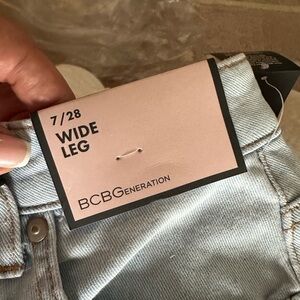 7/28
WIDE
LEG
BCBGENERATION